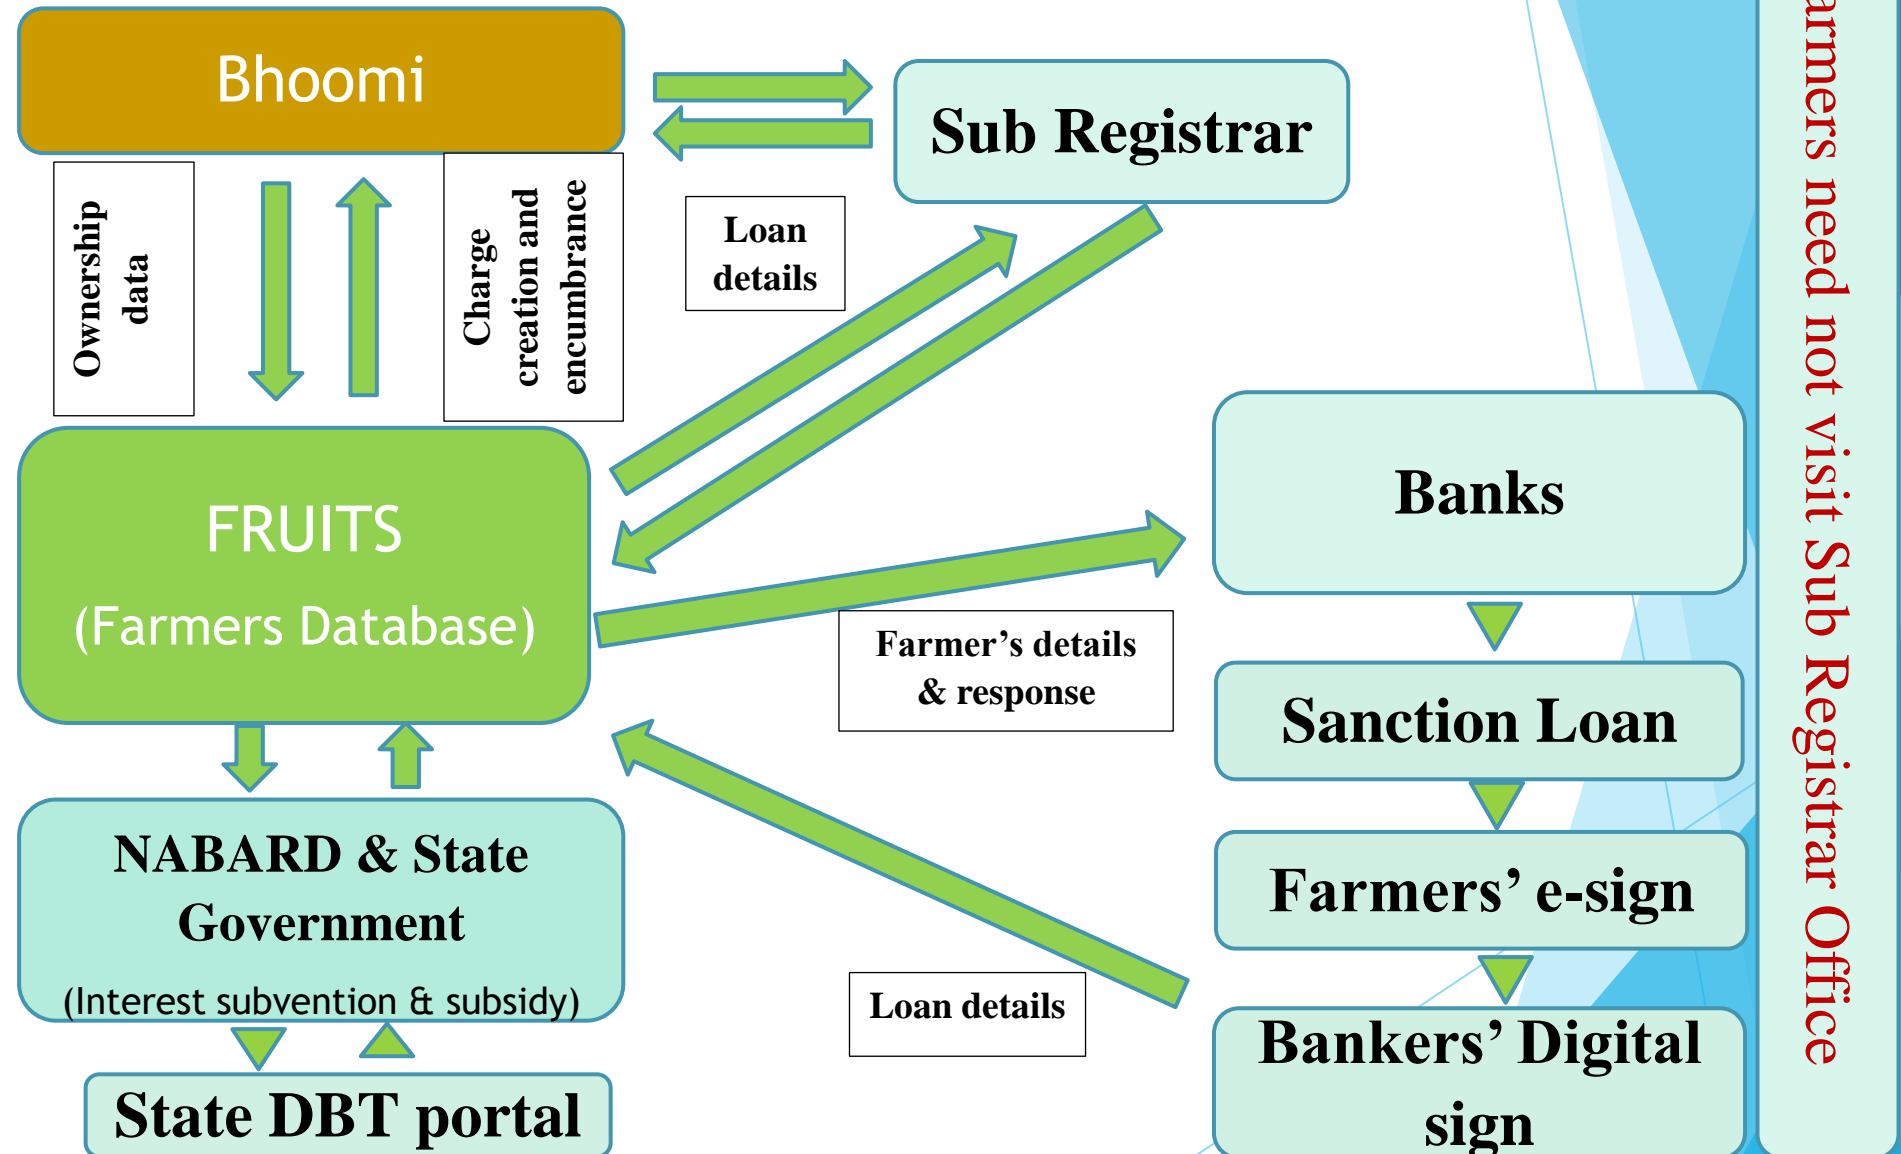 Bhoomi
Sub Registrar
Ownership
data
Charge
creation and
encumbrance
Loan
details
FRUITS
(Farmers Database)
Banks
Farmer’s details
& response
Sanction Loan
NABARD & State
Government
(Interest subvention & subsidy)
Farmers’ e-sign
Loan details
Bankers’ Digital
sign
State DBT portal
armers need not visit Sub Registrar Office